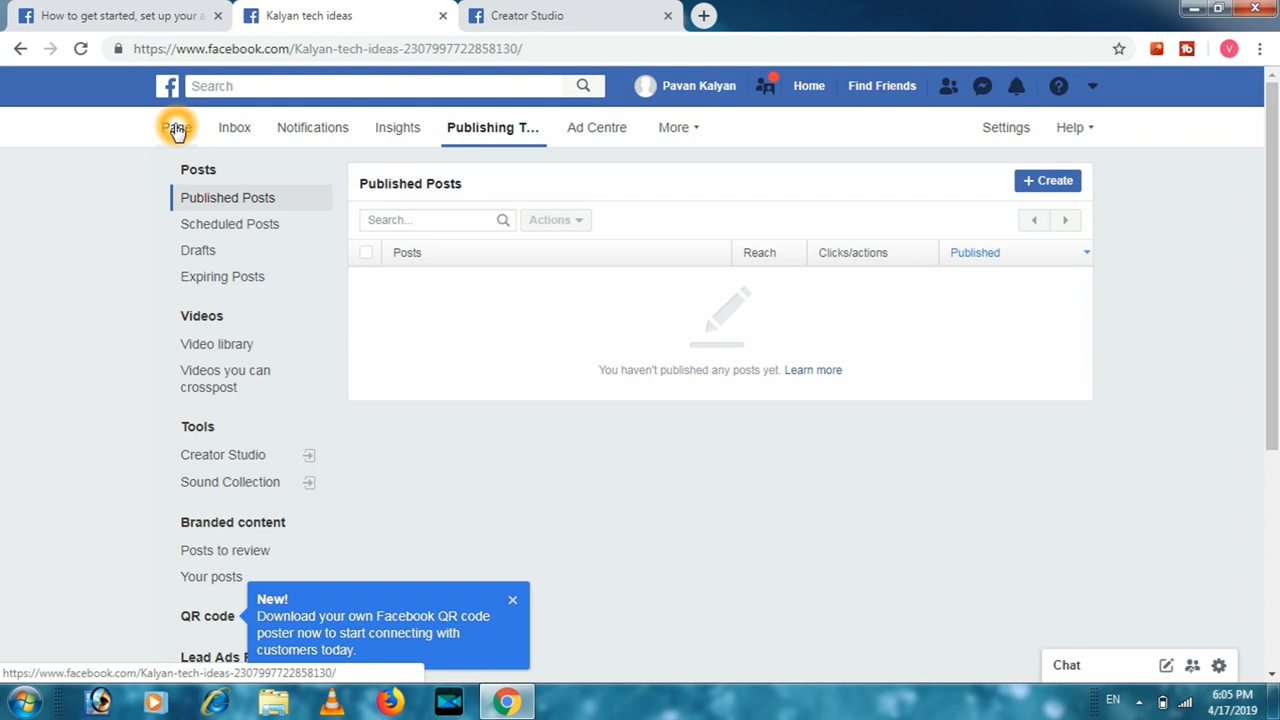 How to get started, set up your a
Kalyan tech ideas
Creator Studio
https://www.facebook.com/Kalyan-tech-ideas-2307997722858130/
V
Search
Pavan Kalyan
Home
Find Friends
Page
Inbox
Notifications
Insights
Publishing T...
Ad Centre
More
Settings
Help
Posts
Published Posts
Scheduled Posts
Drafts
Expiring Posts
Videos
Video library
Videos you can
crosspost
Tools
Creator Studio
Sound Collection
Branded content
Posts to review
Your posts
QR code
Lead Ads F
Published Posts
+ Create
Search...
Actions
Posts
Reach
Clicks/actions
Published
You haven't published any posts yet. Learn more
New!
Download your own Facebook QR code
poster now to start connecting with
customers today.
https://www.facebook.com/Kalyan-tech-ideas-2307997722858130/
Chat
EN
6:05 PM
4/17/2019